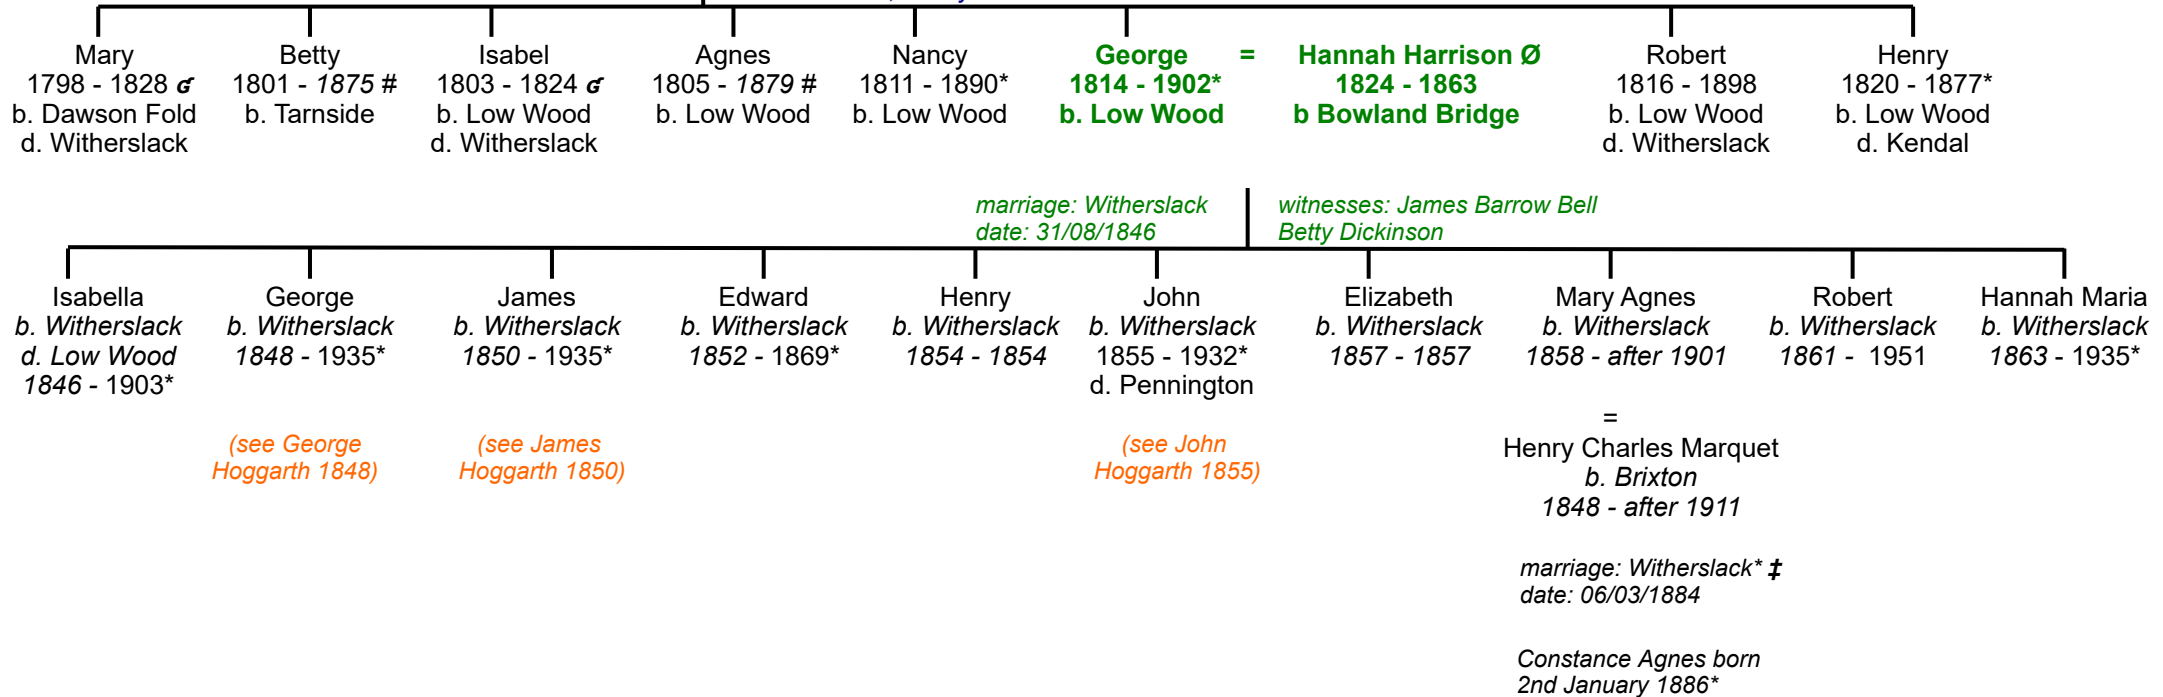 Mary
1798 - 1828 ɠ
b. Dawson Fold
d. Witherslack
Betty
1801 - 1875 #
b. Tarnside
Isabel
1803 - 1824 ɠ
b. Low Wood
d. Witherslack
Agnes
1805 - 1879 #
b. Low Wood
Nancy
1811 - 1890*
b. Low Wood
George
1814 - 1902*
b. Low Wood
=
Hannah Harrison Ø
1824 - 1863
b Bowland Bridge
Robert
1816 - 1898
b. Low Wood
d. Witherslack
Henry
1820 - 1877*
b. Low Wood
d. Kendal
marriage: Witherslack
date: 31/08/1846
witnesses: James Barrow Bell
Betty Dickinson
Isabella
b. Witherslack
d. Low Wood
1846 - 1903*
George
b. Witherslack
1848 - 1935*
(see George
Hoggarth 1848)
James
b. Witherslack
1850 - 1935*
(see James
Hoggarth 1850)
Edward
b. Witherslack
1852 - 1869*
Henry
b. Witherslack
1854 - 1854
John
b. Witherslack
1855 - 1932*
d. Pennington
(see John
Hoggarth 1855)
Elizabeth
b. Witherslack
1857 - 1857
Mary Agnes
b. Witherslack
1858 - after 1901
=
Henry Charles Marquet
b. Brixton
1848 - after 1911
marriage: Witherslack* ‡
date: 06/03/1884
Constance Agnes born
2nd January 1886*
Robert
b. Witherslack
1861 - 1951
Hannah Maria
b. Witherslack
1863 - 1935*